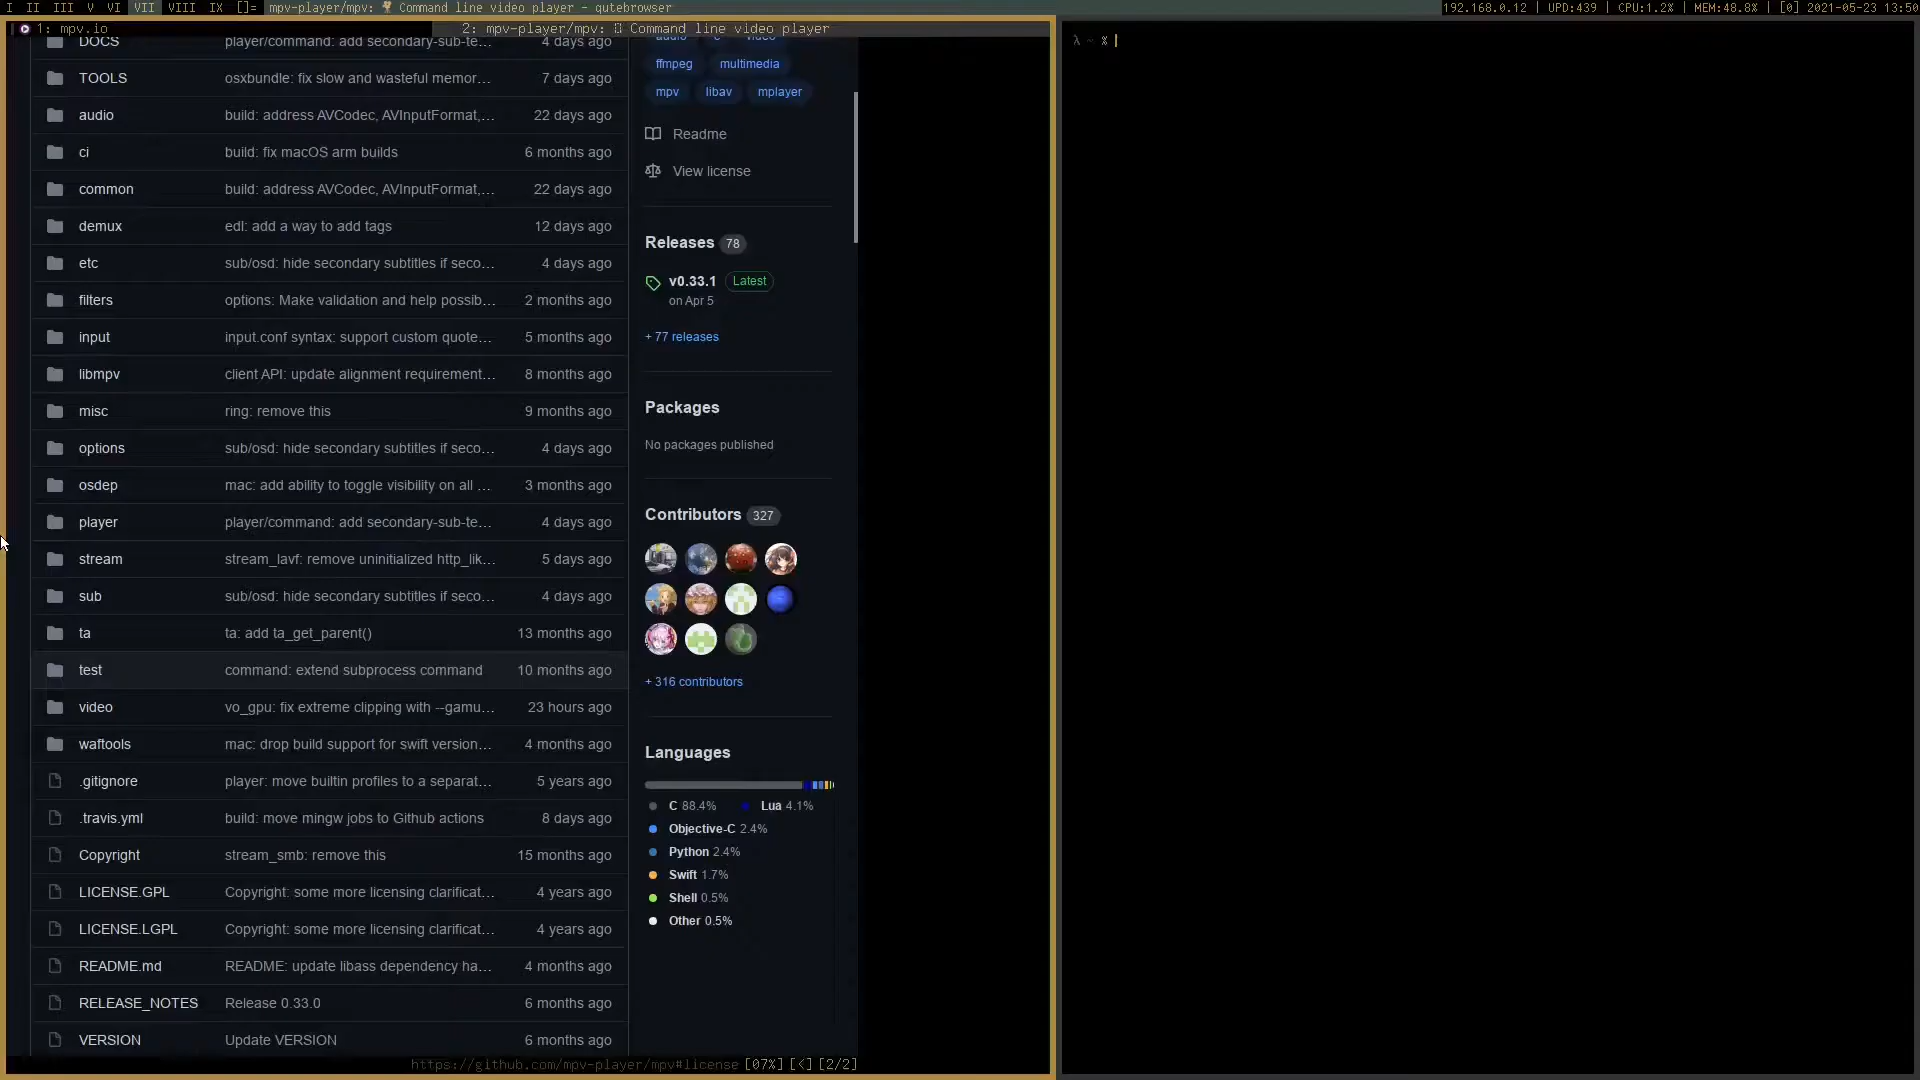 I II III V VI VII VIII IX []= mpv-player/mpv: Command line video player - qutebrowser
192.168.0.12 | UPD:439 | CPU:1.2% | MEM:48.8% | [0] 2021-05-23 13:50
1: mpv.io
2: mpv-player/mpv: Command line video player
DOCS player/command: add secondary-sub-te... 4 days ago
TOOLS osxbundle: fix slow and wasteful memor... 7 days ago
audio build: address AVCodec, AVInputFormat,... 22 days ago
ci build: fix macOS arm builds 6 months ago
common build: address AVCodec, AVInputFormat,... 22 days ago
demux edl: add a way to add tags 12 days ago
etc sub/osd: hide secondary subtitles if seco... 4 days ago
filters options: Make validation and help possib... 2 months ago
input input.conf syntax: support custom quote... 5 months ago
libmpv client API: update alignment requirement... 8 months ago
misc ring: remove this 9 months ago
options sub/osd: hide secondary subtitles if seco... 4 days ago
osdep mac: add ability to toggle visibility on all ... 3 months ago
player player/command: add secondary-sub-te... 4 days ago
stream stream_lavf: remove uninitialized http_lik... 5 days ago
sub sub/osd: hide secondary subtitles if seco... 4 days ago
ta ta: add ta_get_parent() 13 months ago
test command: extend subprocess command 10 months ago
video vo_gpu: fix extreme clipping with --gamu... 23 hours ago
waftools mac: drop build support for swift version... 4 months ago
.gitignore player: move builtin profiles to a separat... 5 years ago
.travis.yml build: move mingw jobs to Github actions 8 days ago
Copyright stream_smb: remove this 15 months ago
LICENSE.GPL Copyright: some more licensing clarificat... 4 years ago
LICENSE.LGPL Copyright: some more licensing clarificat... 4 years ago
README.md README: update libass dependency ha... 4 months ago
RELEASE_NOTES Release 0.33.0 6 months ago
VERSION Update VERSION 6 months ago
audio c video
ffmpeg multimedia
mpv libav mplayer
Readme
View license
Releases 78
v0.33.1 Latest
on Apr 5
+ 77 releases
Packages
No packages published
Contributors 327
+ 316 contributors
Languages
C 88.4% Lua 4.1%
Objective-C 2.4%
Python 2.4%
Swift 1.7%
Shell 0.5%
Other 0.5%
https://github.com/mpv-player/mpv#license [07%] [<] [2/2]
λ ~ %